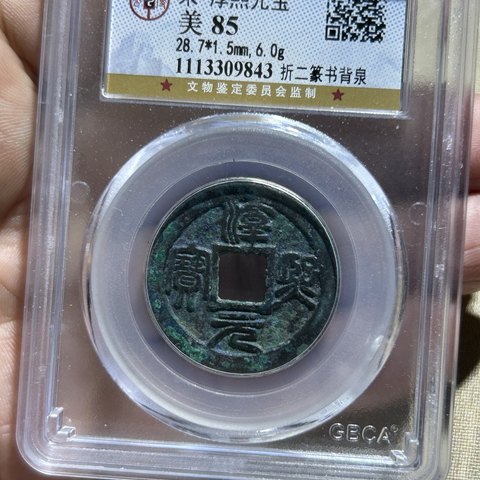 宋 淳熙元宝
美 85
28.7*1.5mm, 6.0g
1113309843 折二篆书背泉
★ 文物鉴定委员会监制 ★
淳
寶 熙
元
GBCA